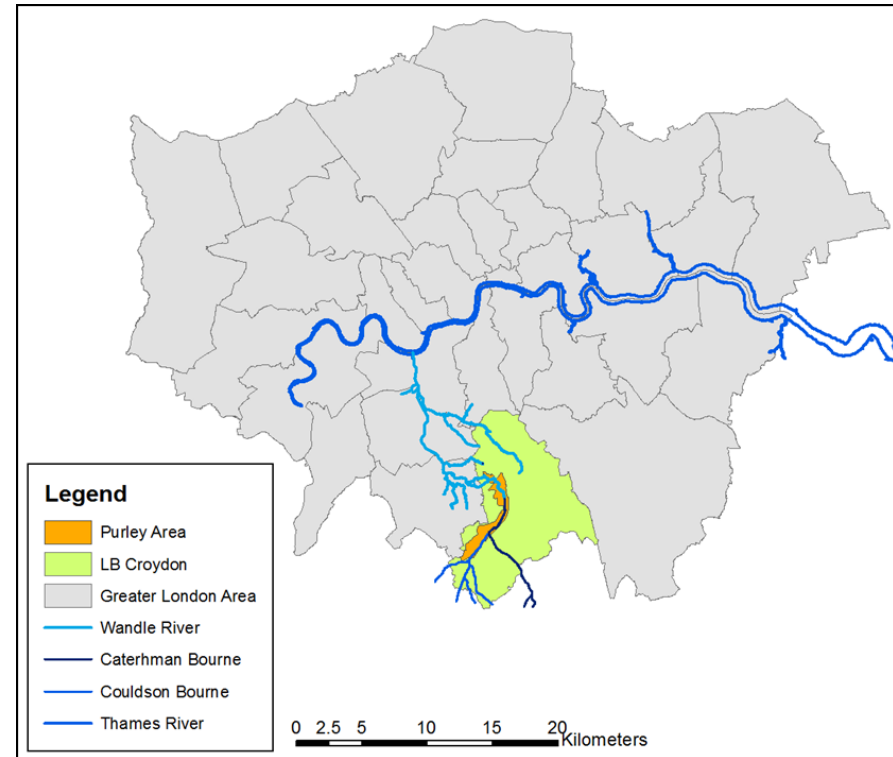 Legend
Purley Area
LB Croydon
Greater London Area
Wandle River
Caterhman Bourne
Couldson Bourne
Thames River
0 2.5 5 10 15 20
Kilometers